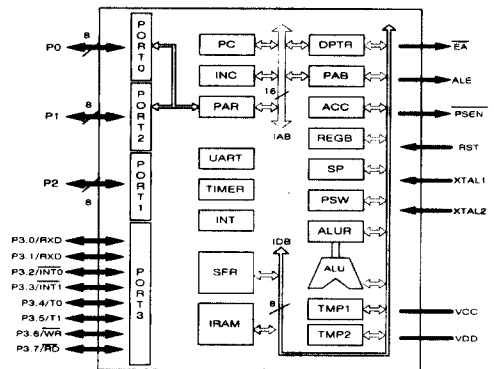 P0
8
PORT0
P1
8
PORT2
P2
8
PORT1
P3.0/RXD
P3.1/RXD
P3.2/INT0
P3.3/INT1
P3.4/T0
P3.5/T1
P3.6/WR
P3.7/RD
PORT3
PC
INC
PAR
UART
TIMER
INT
SFR
IRAM
16
IAB
IDB
8
DPTR
PAB
ACC
REGB
SP
PSW
ALUR
ALU
TMP1
TMP2
EA
ALE
PSEN
RST
XTAL1
XTAL2
VCC
VDD